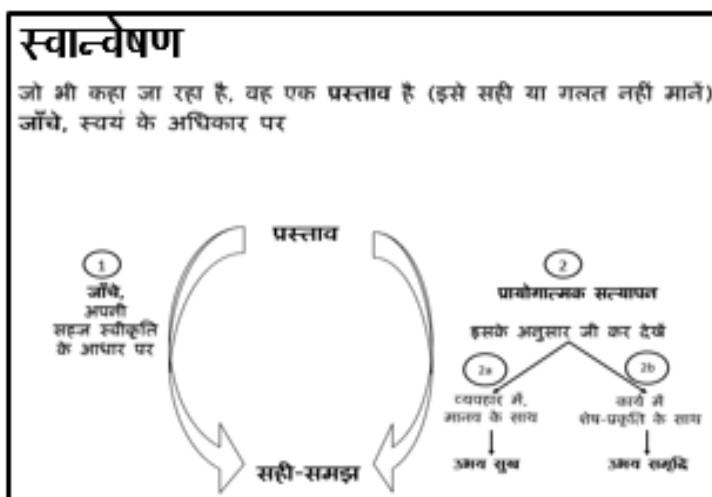 स्वान्वेषण
जो भी कहा जा रहा है, वह एक प्रस्ताव है (इसे सही या गलत नहीं मानें)
जाँचे, स्वयं के अधिकार पर
प्रस्ताव
1
जाँचे,
अपनी
सहज स्वीकृति
के आधार पर
2
प्रायोगात्मक सत्यापन
इसके अनुसार जी कर देखें
2a
व्यवहार में,
मानव के साथ
उभय सुख
2b
कार्य में
शेष-प्रकृति के साथ
उभय समृद्धि
सही-समझ